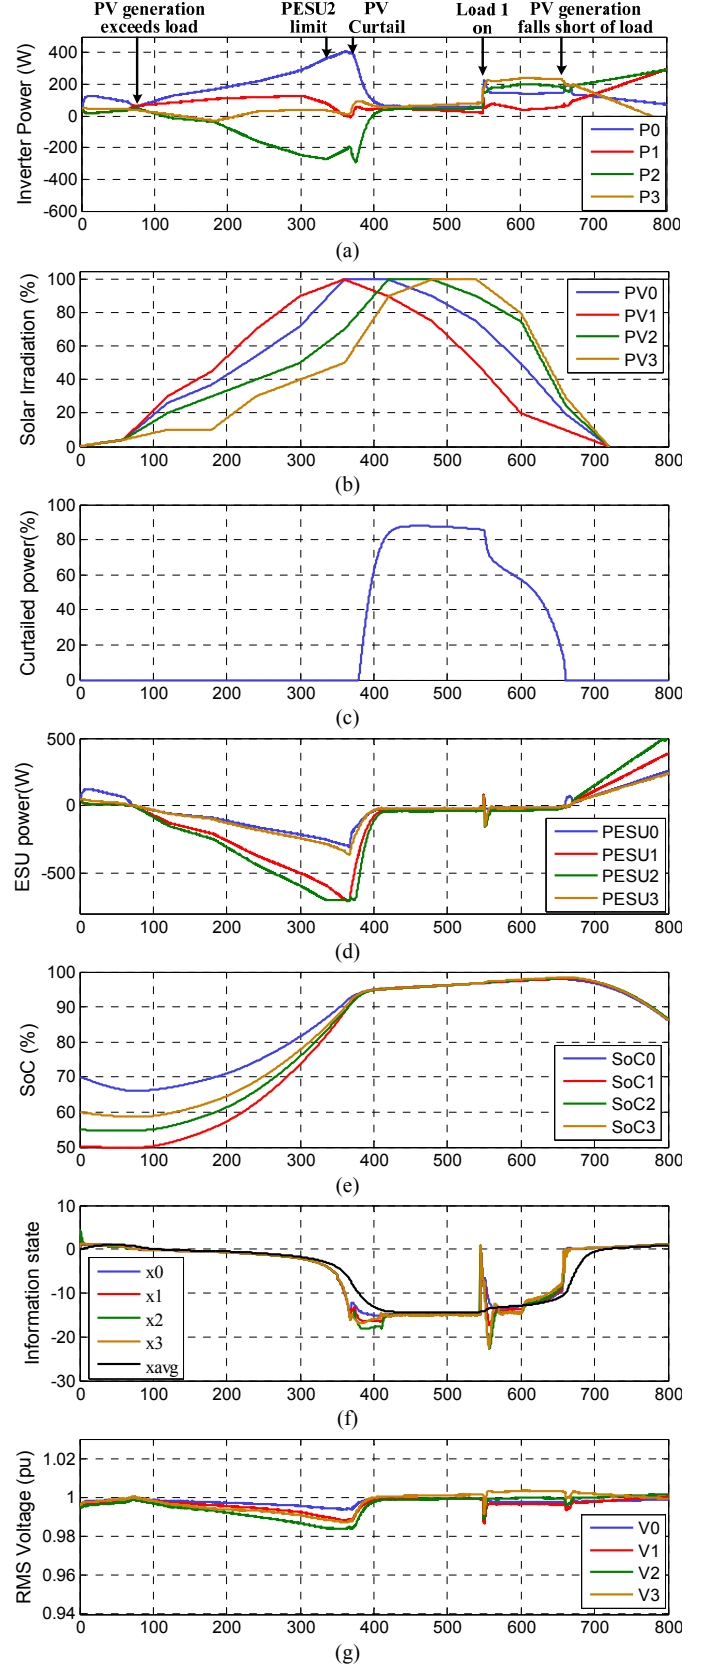 PV generation
exceeds load
PESU2
limit
PV
Curtail
Load 1
on
PV generation
falls short of load
Inverter Power (W)
400
200
0
-200
-400
-600
P0
P1
P2
P3
0 100 200 300 400 500 600 700 800
(a)
Solar Irradiation (%)
100
80
60
40
20
0
PV0
PV1
PV2
PV3
0 100 200 300 400 500 600 700 800
(b)
Curtailed power(%)
100
80
60
40
20
0
0 100 200 300 400 500 600 700 800
(c)
ESU power(W)
500
0
-500
PESU0
PESU1
PESU2
PESU3
0 100 200 300 400 500 600 700 800
(d)
SoC (%)
100
90
80
70
60
50
SoC0
SoC1
SoC2
SoC3
0 100 200 300 400 500 600 700 800
(e)
Information state
10
0
-10
-20
-30
x0
x1
x2
x3
xavg
0 100 200 300 400 500 600 700 800
(f)
RMS Voltage (pu)
1.02
1
0.98
0.96
0.94
V0
V1
V2
V3
0 100 200 300 400 500 600 700 800
(g)